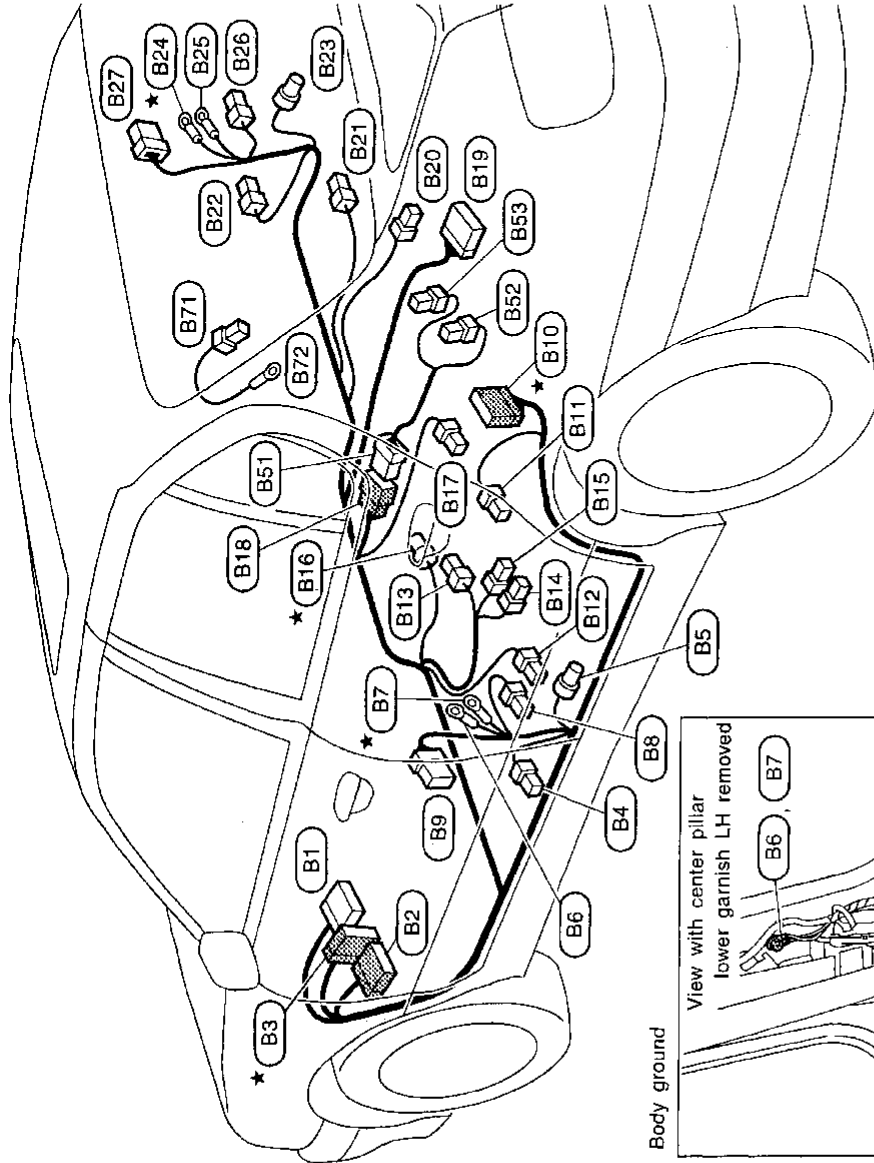 B27
★
B24
B25
B26
B23
B22
B21
B20
B19
B53
B52
B71
B72
B10
★
B11
B51
B18
B17
B15
B16
★
B13
B14
B12
B5
B7
★
B8
B9
B4
B1
B2
B6
B3
★
Body ground
View with center pillar
lower garnish LH removed
B6 , B7